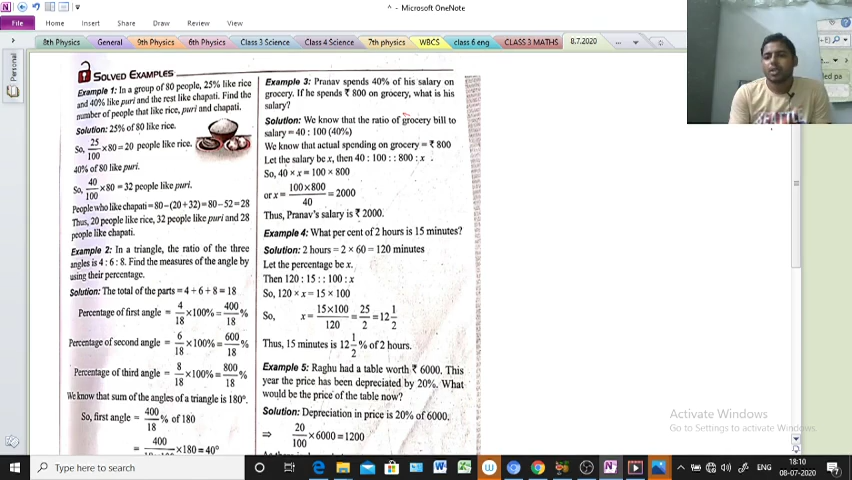 ^ - Microsoft OneNote
File Home Insert Draw Review View
8th Physics General 9th Physics 6th Physics Class 3 Science Class 4 Science 7th physics WBCS class 6 eng CLASS 3 MATHS 8.7.2020 ...
Personal
SOLVED EXAMPLES
Example 1: In a group of 80 people, 25% like rice
and 40% like puri and the rest like chapati. Find the
number of people that like rice, puri and chapati.
Solution: 25% of 80 like rice.
So, 25/100 ×80=20 people like rice.
40% of 80 like puri.
So, 40/100 ×80 = 32 people like puri.
People who like chapati = 80 – (20 + 32) = 80 – 52 = 28
Thus, 20 people like rice, 32 people like puri and 28
people like chapati.
Example 2: In a triangle, the ratio of the three
angles is 4 : 6 : 8. Find the measures of the angle by
using their percentage.
Solution: The total of the parts = 4 + 6 + 8 = 18
Percentage of first angle = 4/18 ×100% = 400/18 %
Percentage of second angle = 6/18 ×100% = 600/18 %
Percentage of third angle = 8/18 ×100% = 800/18 %
We know that sum of the angles of a triangle is 180°.
So, first angle = 400/18 % of 180
= 400 ×180 = 40°
Example 3: Pranav spends 40% of his salary on
grocery. If he spends ₹ 800 on grocery, what is his
salary?
Solution: We know that the ratio of grocery bill to
salary = 40 : 100 (40%)
We know that actual spending on grocery = ₹ 800
Let the salary be x, then 40 : 100 : : 800 : x
So, 40 × x = 100 × 800
or x = 100×800/40 = 2000
Thus, Pranav's salary is ₹ 2000.
Example 4: What per cent of 2 hours is 15 minutes?
Solution: 2 hours = 2 × 60 = 120 minutes
Let the percentage be x.
Then 120 : 15 : : 100 : x
So, 120 × x = 15 × 100
So, x = 15×100/120 = 25/2 = 12 1/2
Thus, 15 minutes is 12 1/2 % of 2 hours.
Example 5: Raghu had a table worth ₹ 6000. This
year the price has been depreciated by 20%. What
would be the price of the table now?
Solution: Depreciation in price is 20% of 6000.
⇒ 20/100 ×6000 = 1200
Activate Windows
Go to Settings to activate Windows.
Type here to search
ENG
18:10
08-07-2020